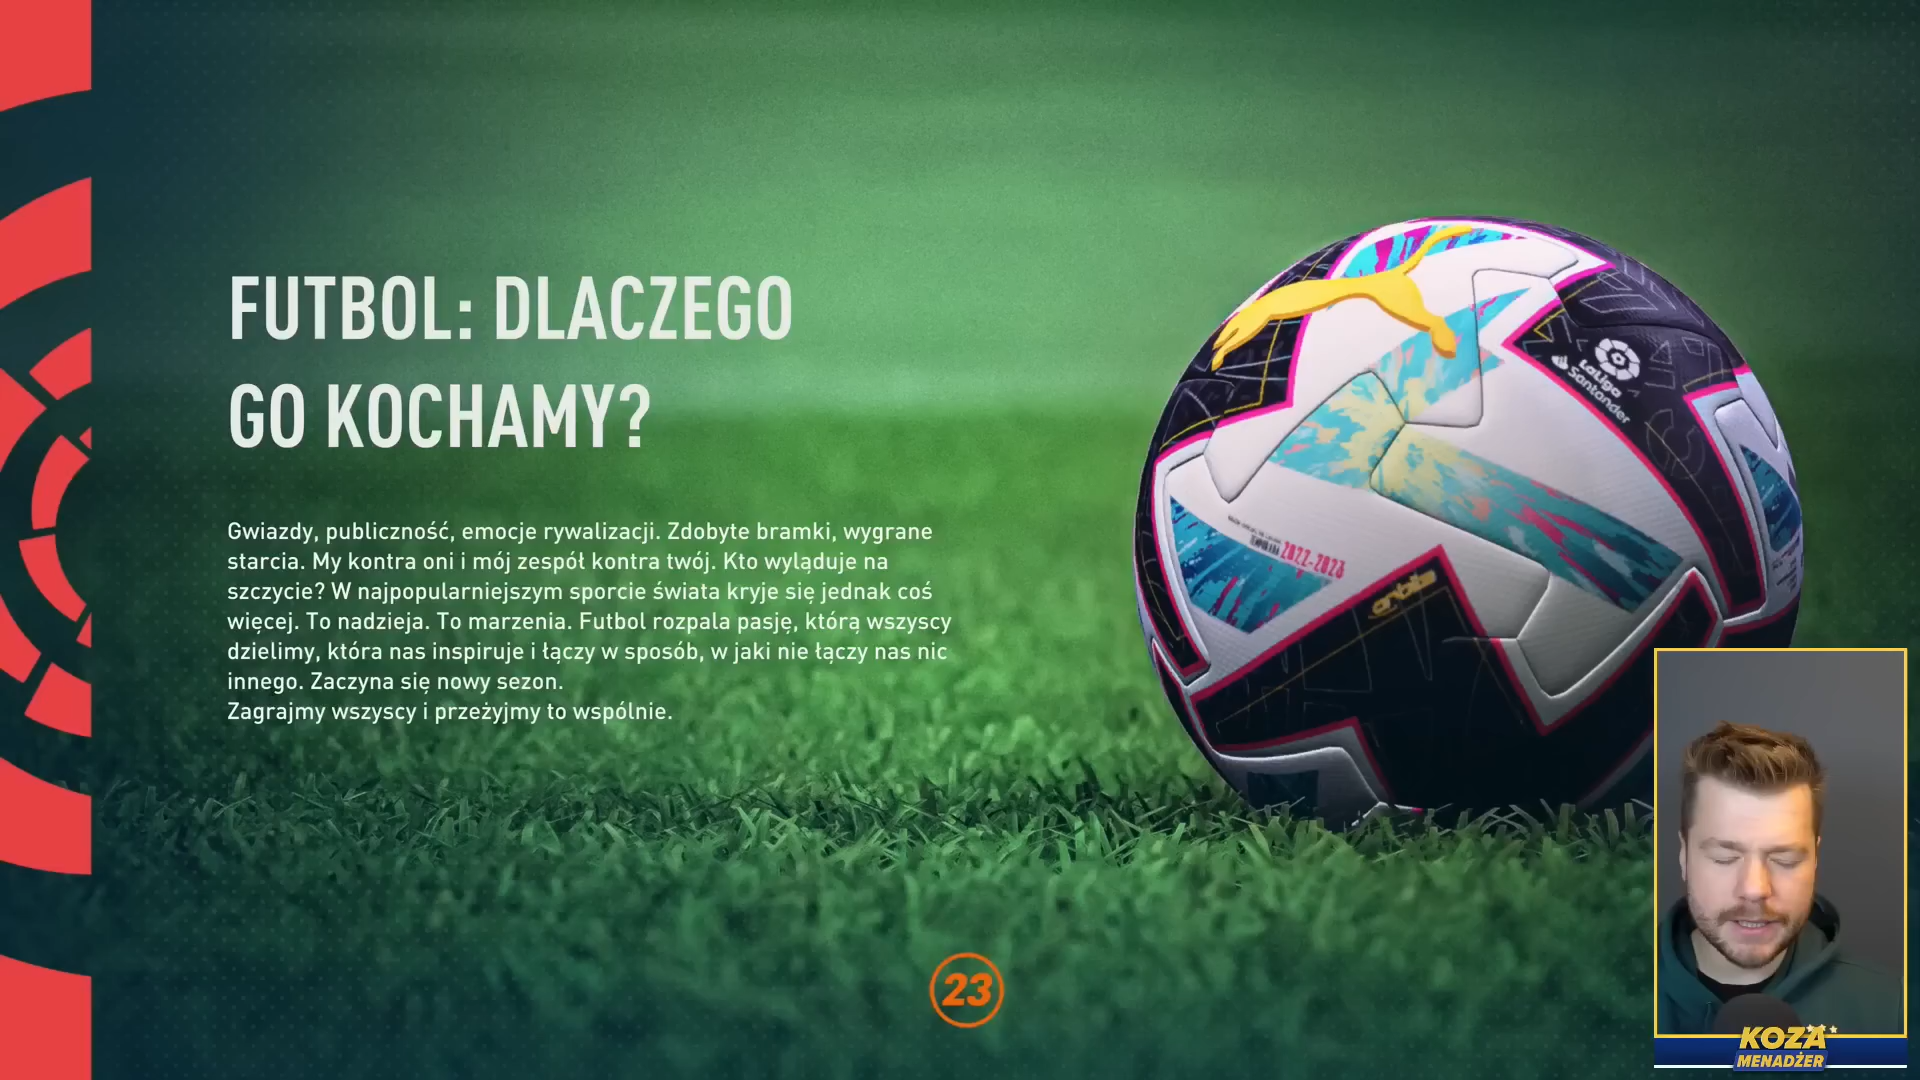 FUTBOL: DLACZEGO
GO KOCHAMY?
Gwiazdy, publiczność, emocje rywalizacji. Zdobyte bramki, wygrane
starcia. My kontra oni i mój zespół kontra twój. Kto wyląduje na
szczycie? W najpopularniejszym sporcie świata kryje się jednak coś
więcej. To nadzieja. To marzenia. Futbol rozpala pasję, którą wszyscy
dzielimy, która nas inspiruje i łączy w sposób, w jaki nie łączy nas nic
innego. Zaczyna się nowy sezon.
Zagrajmy wszyscy i przeżyjmy to wspólnie.
LaLiga
Santander
TEMPORADA 2022-2023
orbita
23
KOZA
MENADŻER